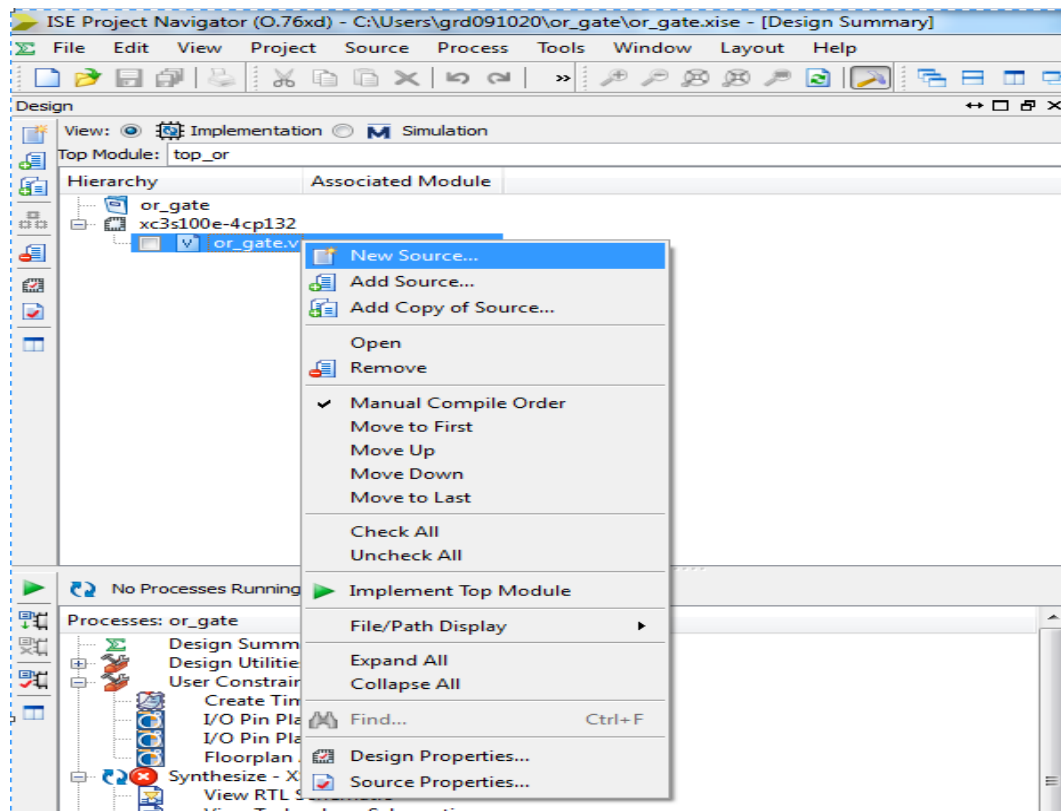 ISE Project Navigator (O.76xd) - C:\Users\grd091020\or_gate\or_gate.xise - [Design Summary]
File Edit View Project Source Process Tools Window Layout Help
Design
View: Implementation Simulation
Top Module: top_or
Hierarchy Associated Module
or_gate
xc3s100e-4cp132
or_gate.v
New Source...
Add Source...
Add Copy of Source...
Open
Remove
Manual Compile Order
Move to First
Move Up
Move Down
Move to Last
Check All
Uncheck All
Implement Top Module
File/Path Display
Expand All
Collapse All
Find... Ctrl+F
Design Properties...
Source Properties...
No Processes Running
Processes: or_gate
Design Summ
Design Utilitie
User Constrain
Create Tim
I/O Pin Pla
I/O Pin Pla
Floorplan
Synthesize - X
View RTL